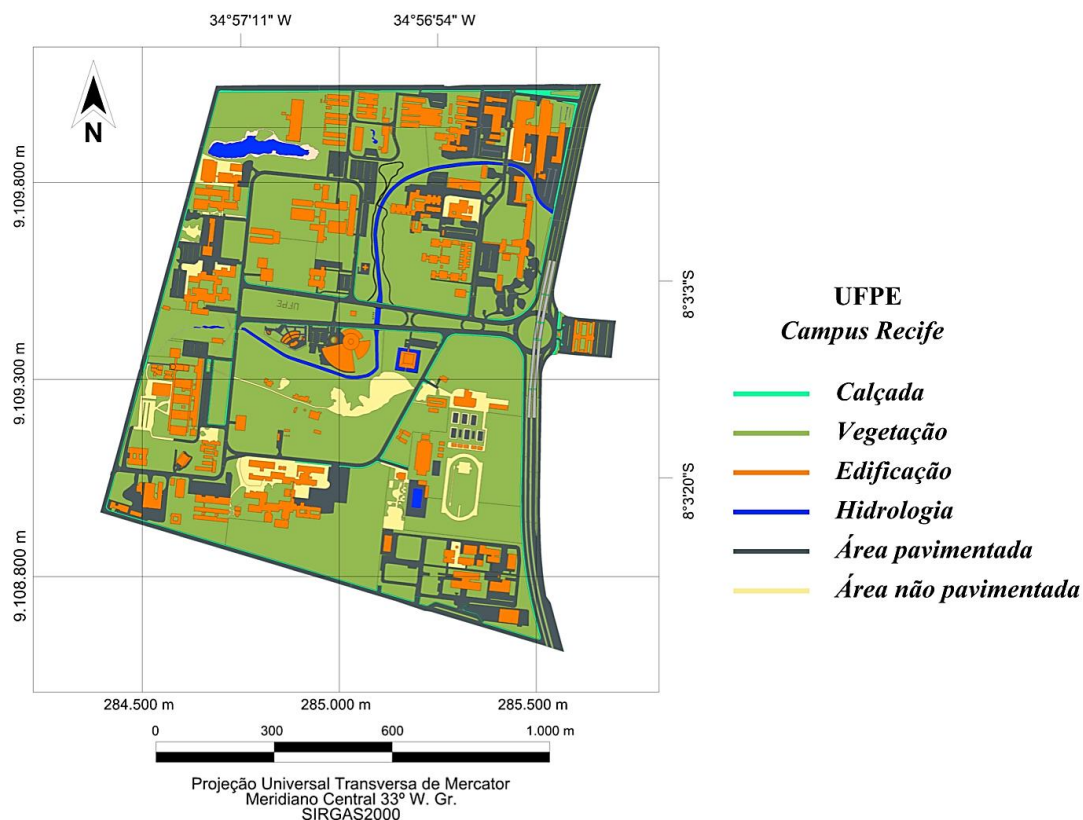 34°57'11" W
34°56'54" W
N
9.109.800 m
9.109.300 m
9.108.800 m
8°3'3"S
8°3'20"S
UFPE
UFPE
Campus Recife
Calçada
Vegetação
Edificação
Hidrologia
Área pavimentada
Área não pavimentada
284.500 m
285.000 m
285.500 m
0
300
600
1.000 m
Projeção Universal Transversa de Mercator
Meridiano Central 33º W. Gr.
SIRGAS2000